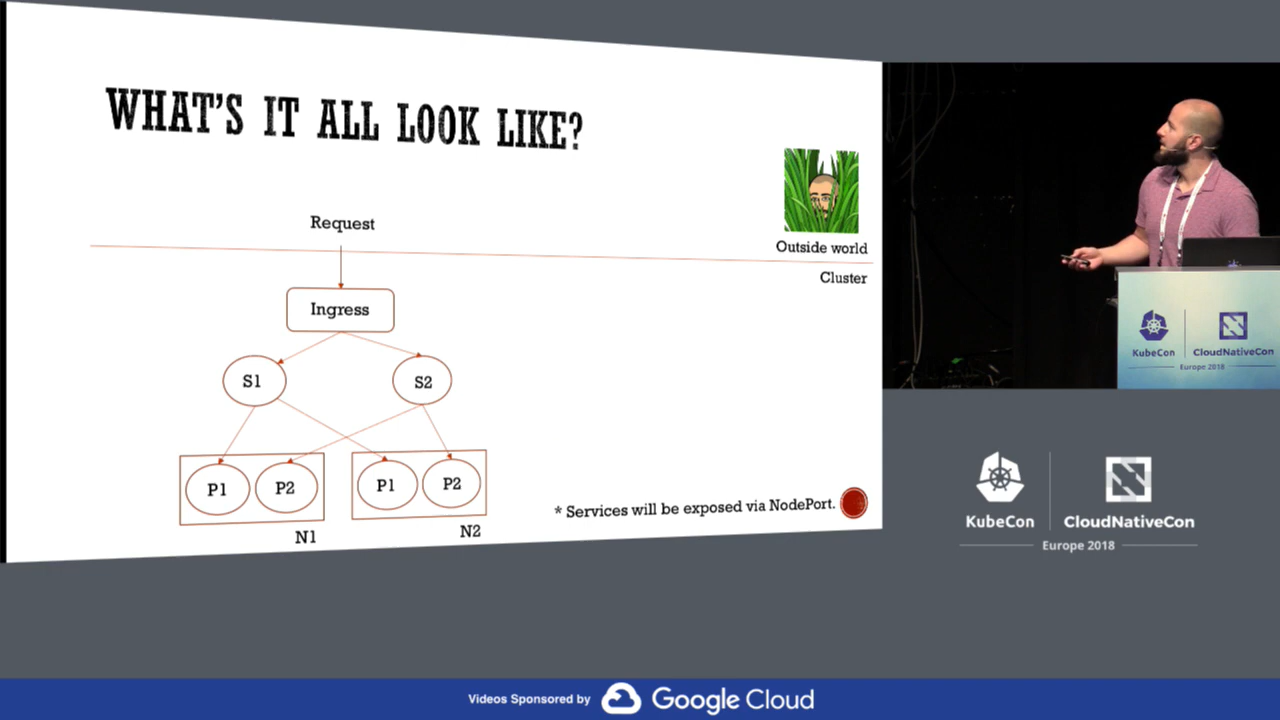 WHAT'S IT ALL LOOK LIKE?
Request
Outside world
Cluster
Ingress
S1
S2
P1
P2
P1
P2
N1
N2
* Services will be exposed via NodePort.
KubeCon
CloudNativeCon
Europe 2018
KubeCon
CloudNativeCon
Europe 2018
Videos Sponsored by
Google Cloud